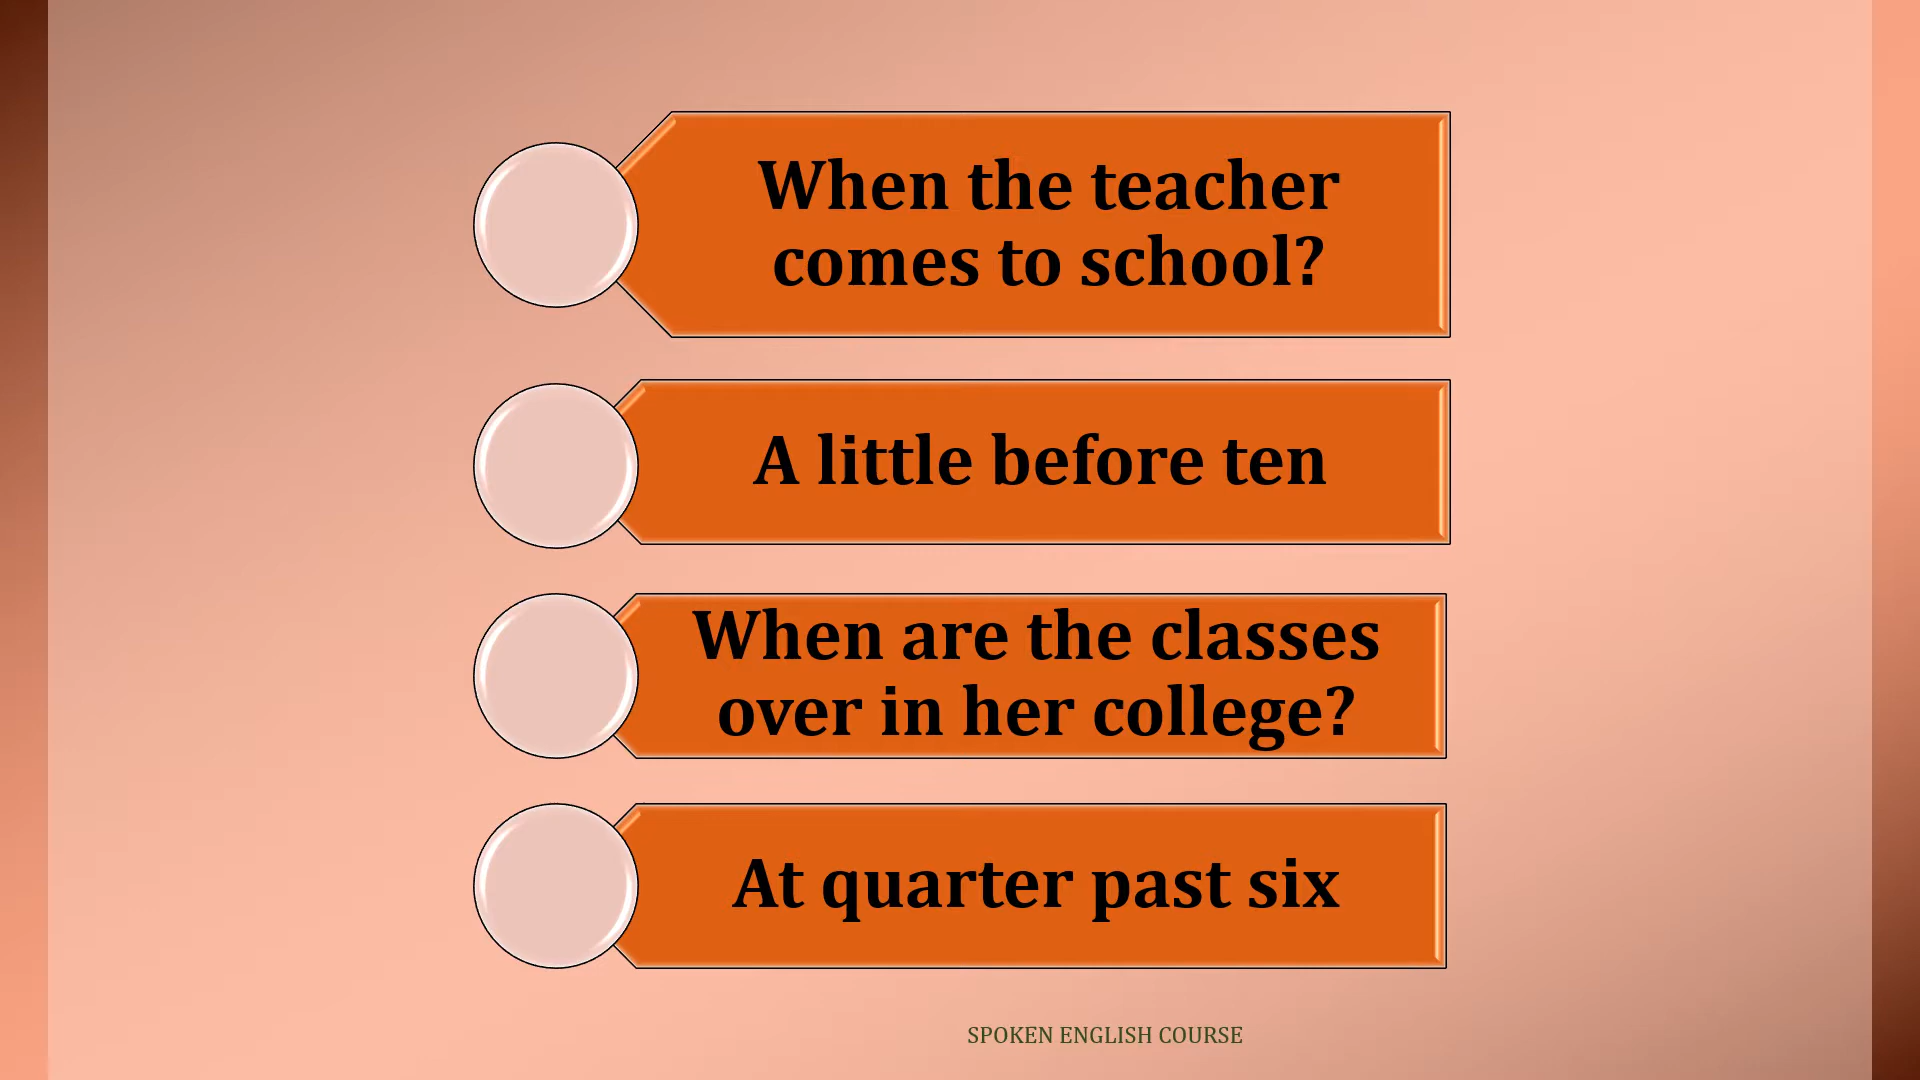 When the teacher
comes to school?
A little before ten
When are the classes
over in her college?
At quarter past six
SPOKEN ENGLISH COURSE